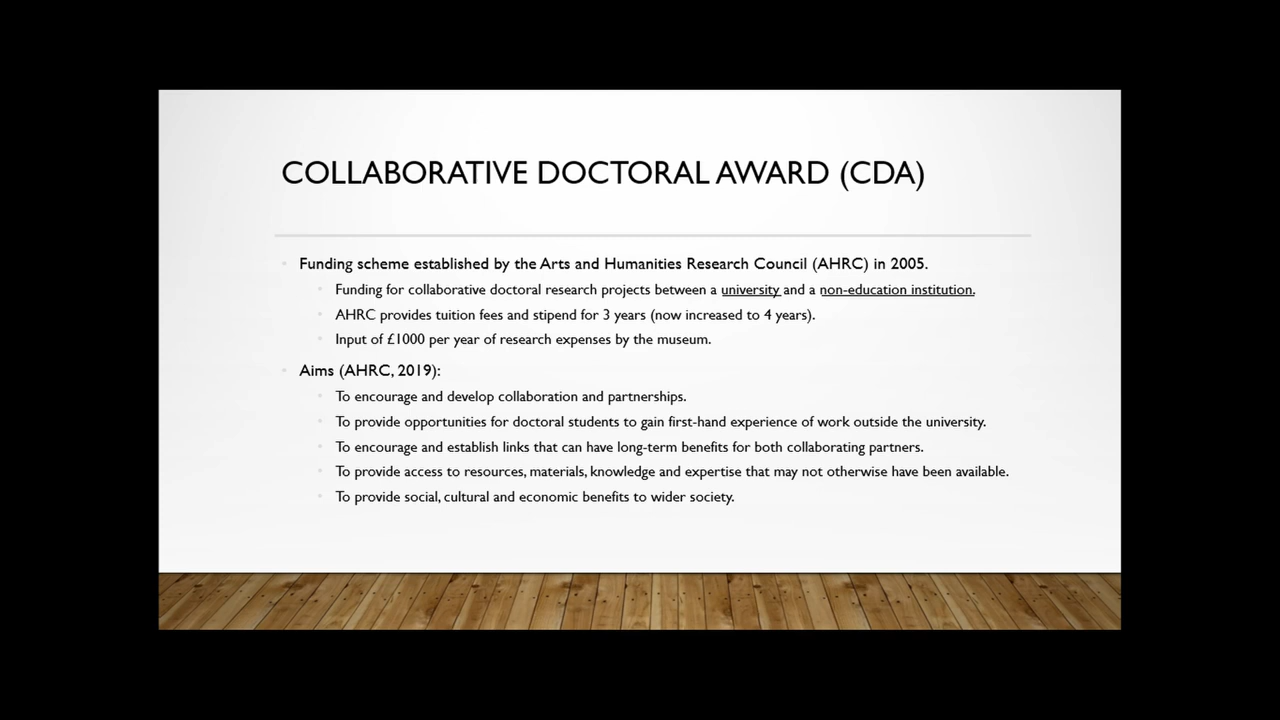 COLLABORATIVE DOCTORAL AWARD (CDA)
Funding scheme established by the Arts and Humanities Research Council (AHRC) in 2005.
Funding for collaborative doctoral research projects between a university and a non-education institution.
AHRC provides tuition fees and stipend for 3 years (now increased to 4 years).
Input of £1000 per year of research expenses by the museum.
Aims (AHRC, 2019):
To encourage and develop collaboration and partnerships.
To provide opportunities for doctoral students to gain first-hand experience of work outside the university.
To encourage and establish links that can have long-term benefits for both collaborating partners.
To provide access to resources, materials, knowledge and expertise that may not otherwise have been available.
To provide social, cultural and economic benefits to wider society.